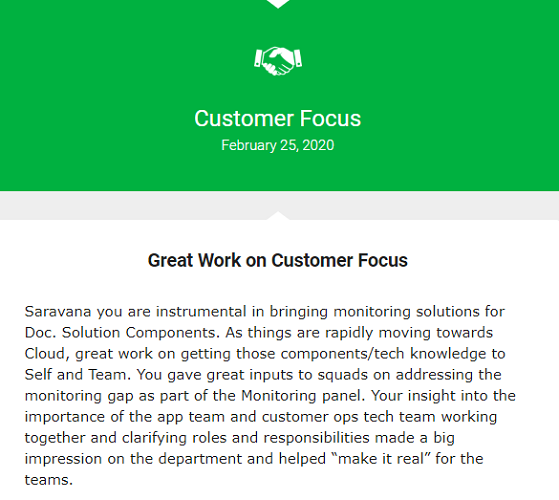 Customer Focus
February 25, 2020
Great Work on Customer Focus
Saravana you are instrumental in bringing monitoring solutions for
Doc. Solution Components. As things are rapidly moving towards
Cloud, great work on getting those components/tech knowledge to
Self and Team. You gave great inputs to squads on addressing the
monitoring gap as part of the Monitoring panel. Your insight into the
importance of the app team and customer ops tech team working
together and clarifying roles and responsibilities made a big
impression on the department and helped “make it real” for the
teams.